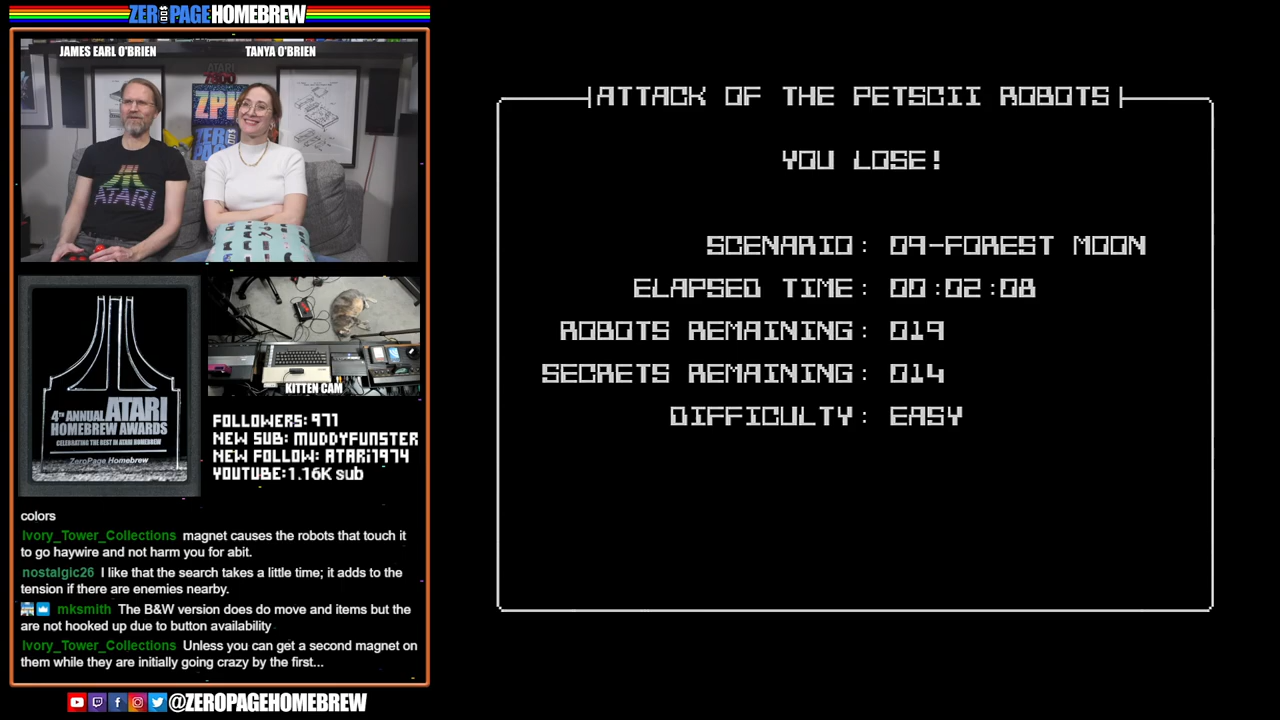 ZEROPAGE HOMEBREW
JAMES EARL O'BRIEN
TANYA O'BRIEN
ATARI
ZPH
ZERO
PAGE
ATARI
4TH ANNUAL ATARI
HOMEBREW AWARDS
CELEBRATING THE BEST IN ATARI HOMEBREW
ZeroPage Homebrew
KITTEN CAM
FOLLOWERS: 971
NEW SUB: MUDDYFUNSTER
NEW FOLLOW: ATARI1974
YOUTUBE:1.16K sub
colors
Ivory_Tower_Collections magnet causes the robots that touch it
to go haywire and not harm you for abit.
nostalgic26 I like that the search takes a little time; it adds to the
tension if there are enemies nearby.
mksmith The B&W version does do move and items but the
are not hooked up due to button availability
Ivory_Tower_Collections Unless you can get a second magnet on
them while they are initially going crazy by the first...
@ZEROPAGEHOMEBREW
ATTACK OF THE PETSCII ROBOTS
YOU LOSE!
SCENARIO: 09-FOREST MOON
ELAPSED TIME: 00:02:08
ROBOTS REMAINING: 019
SECRETS REMAINING: 014
DIFFICULTY: EASY